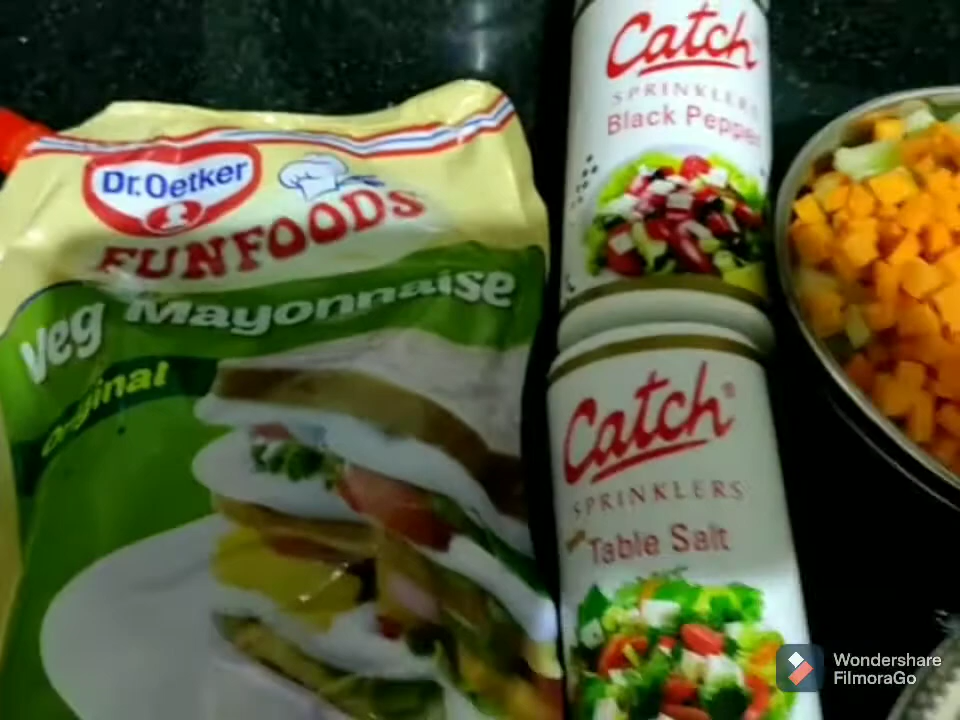 Dr.Oetker
FUNFOODS
Veg Mayonnaise
Original
Catch
SPRINKLERS
Black Pepper
Catch®
SPRINKLERS
Table Salt
Wondershare
FilmoraGo